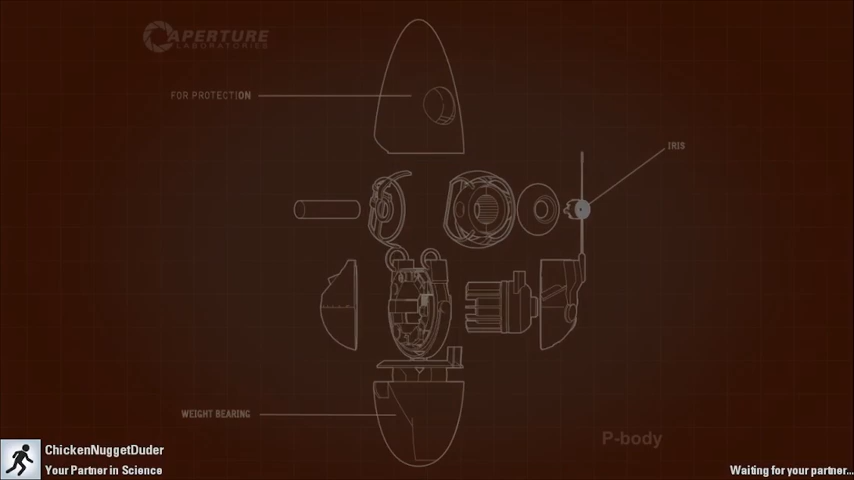 APERTURE
LABORATORIES
FOR PROTECTION
IRIS
WEIGHT BEARING
P-body
ChickenNuggetDuder
Your Partner in Science
Waiting for your partner...